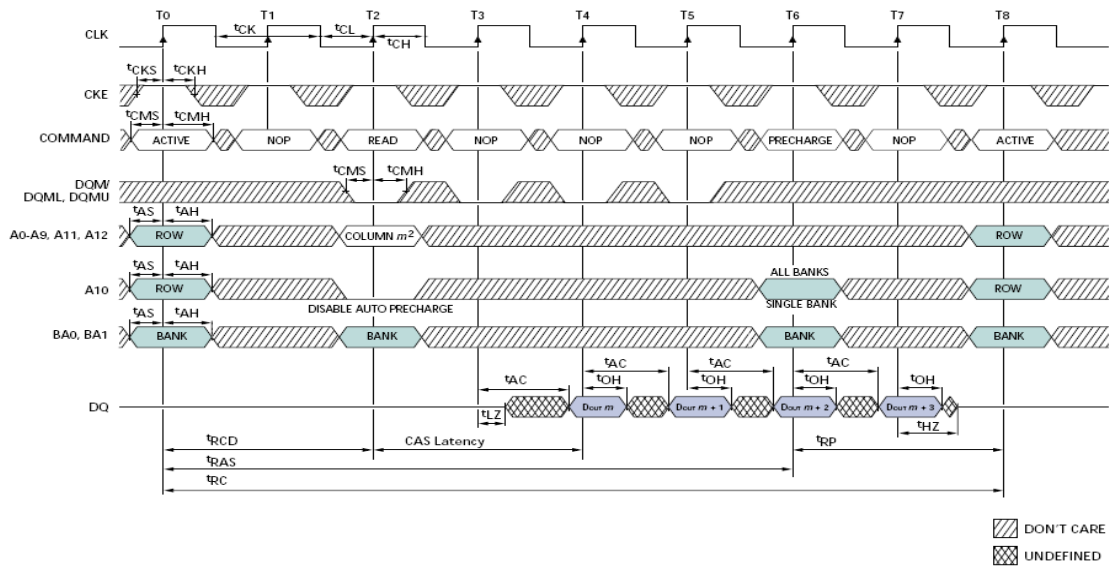 T0 T1 T2 T3 T4 T5 T6 T7 T8
CLK
tCK tCL tCH
tCKS tCKH
CKE
tCMS tCMH
COMMAND ACTIVE NOP READ NOP NOP NOP PRECHARGE NOP ACTIVE
tCMS tCMH
DQM/
DQML, DQMU
tAS tAH
A0-A9, A11, A12 ROW COLUMN m2 ROW
tAS tAH ALL BANKS
A10 ROW ROW
DISABLE AUTO PRECHARGE SINGLE BANK
tAS tAH
BA0, BA1 BANK BANK BANK BANK
tAC tAC tAC tAC
tOH tOH tOH tOH
DQ DOUT m DOUT m + 1 DOUT m + 2 DOUT m + 3
tLZ tHZ
tRCD CAS Latency tRP
tRAS
tRC
DON'T CARE
UNDEFINED